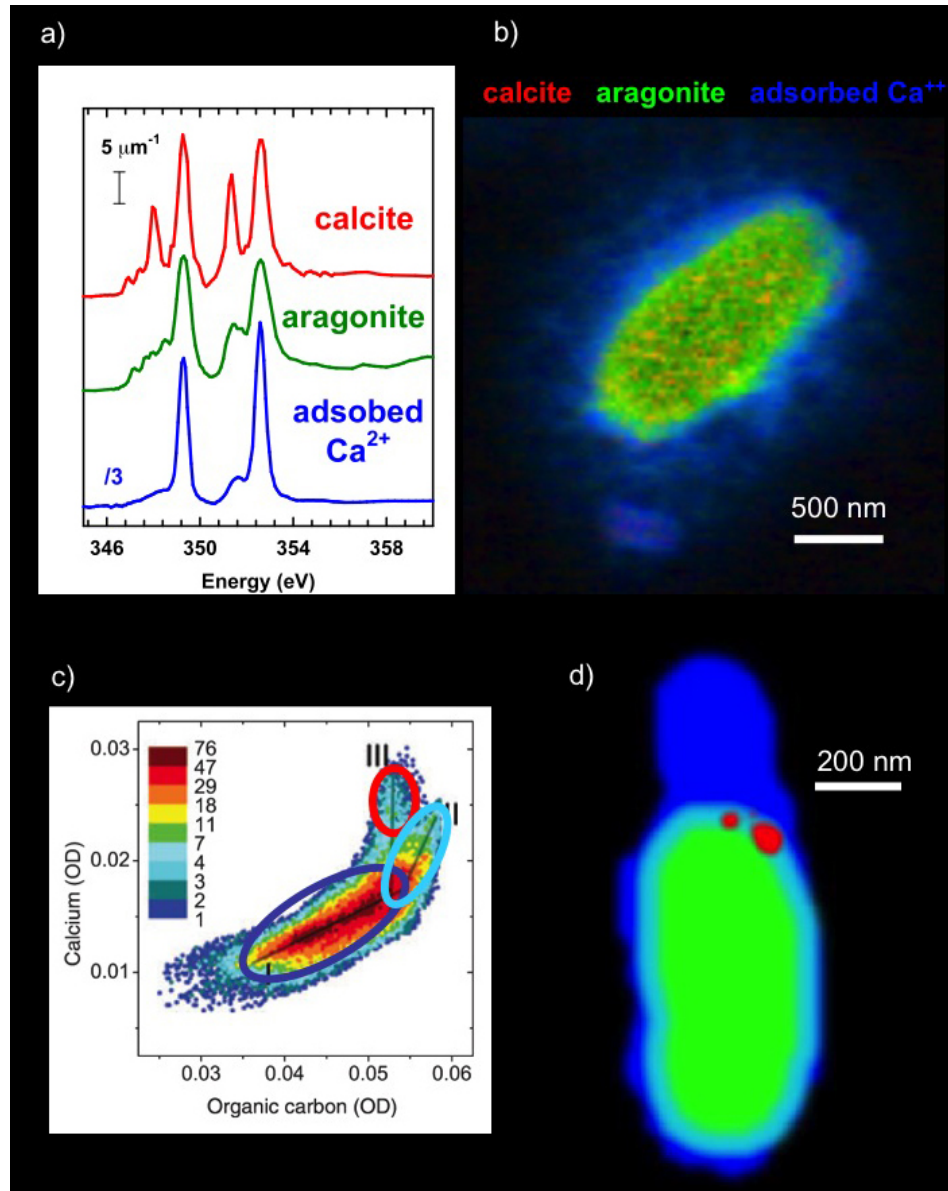 a)
5 µm⁻¹
calcite
aragonite
adsobed
Ca²⁺
/3
346 350 354 358
Energy (eV)
b)
calcite aragonite adsorbed Ca⁺⁺
500 nm
c)
III
II
I
76
47
29
18
11
7
4
3
2
1
0.03
0.02
0.01
Calcium (OD)
0.03 0.04 0.05 0.06
Organic carbon (OD)
d)
200 nm